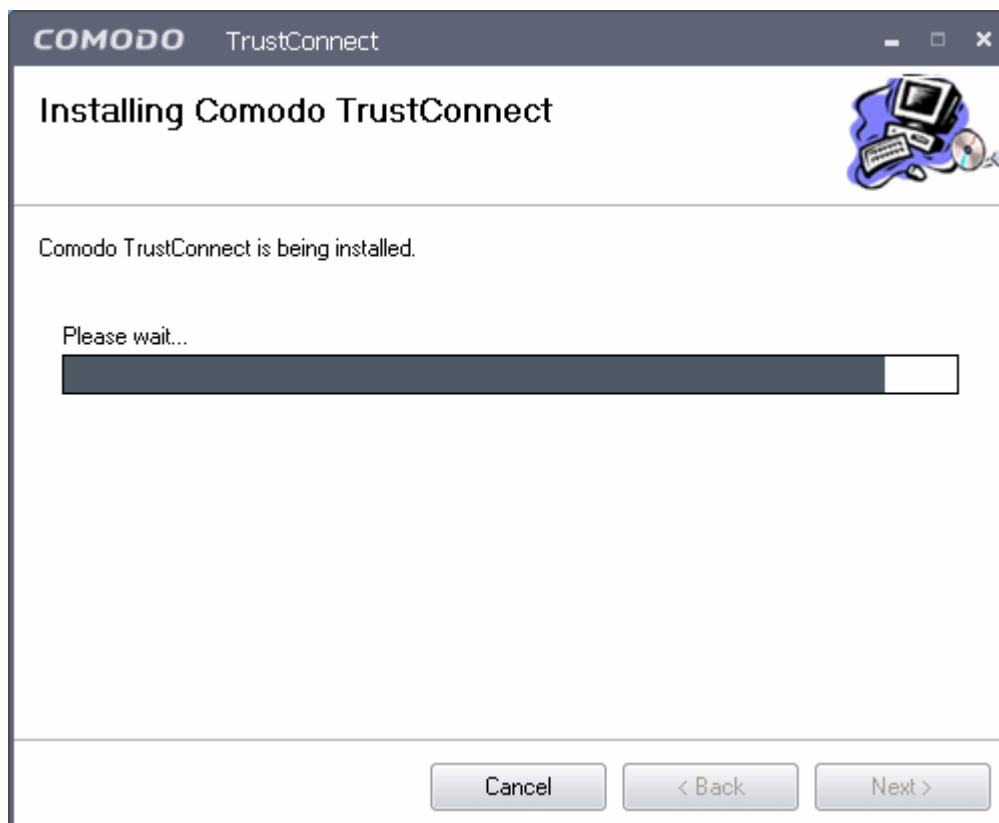 COMODO TrustConnect
Installing Comodo TrustConnect
Comodo TrustConnect is being installed.
Please wait...
Cancel < Back Next >